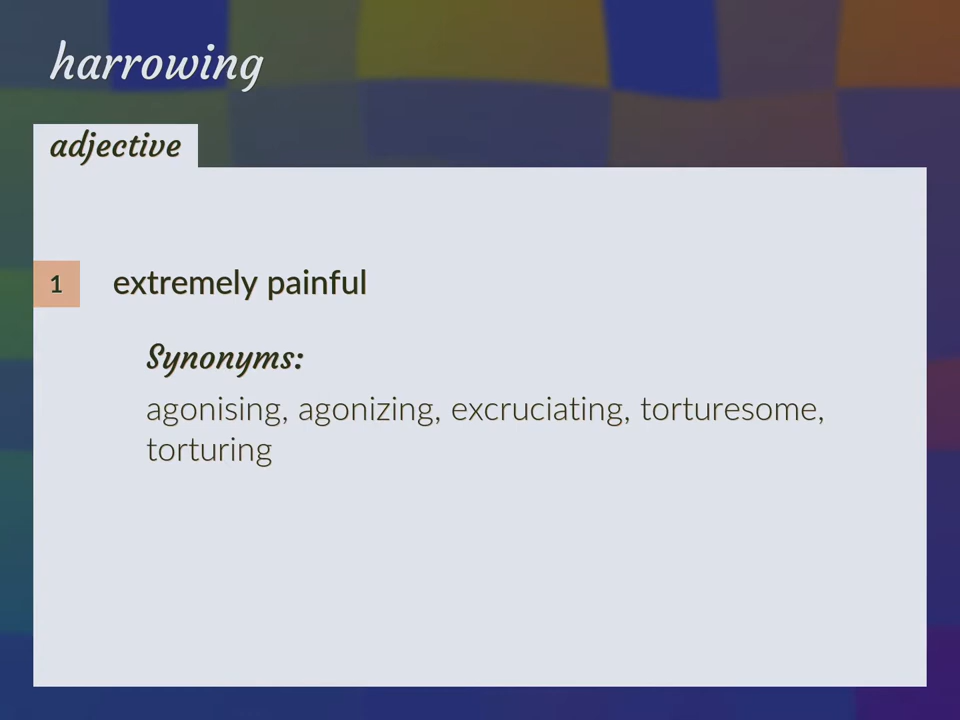 harrowing
adjective
1 extremely painful
Synonyms:
agonising, agonizing, excruciating, torturesome,
torturing